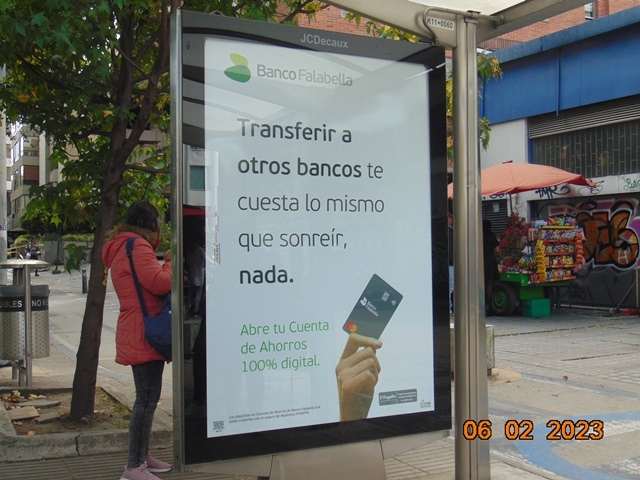 K11+0060
JCDecaux
Banco Falabella
Transferir a
otros bancos te
cuesta lo mismo
que sonreír,
nada.
Abre tu Cuenta
de Ahorros
100% digital.
06 02 2023